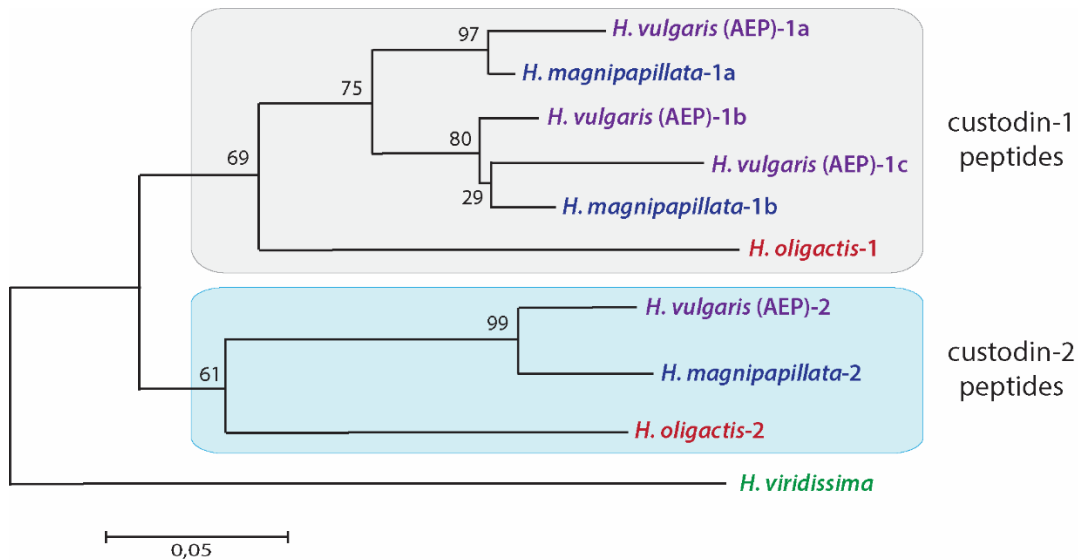 H. vulgaris (AEP)-1a
97
H. magnipapillata-1a
75
H. vulgaris (AEP)-1b
custodin-1
peptides
80
69
H. vulgaris (AEP)-1c
29
H. magnipapillata-1b
H. oligactis-1
H. vulgaris (AEP)-2
99
custodin-2
peptides
61
H. magnipapillata-2
H. oligactis-2
H. viridissima
0,05